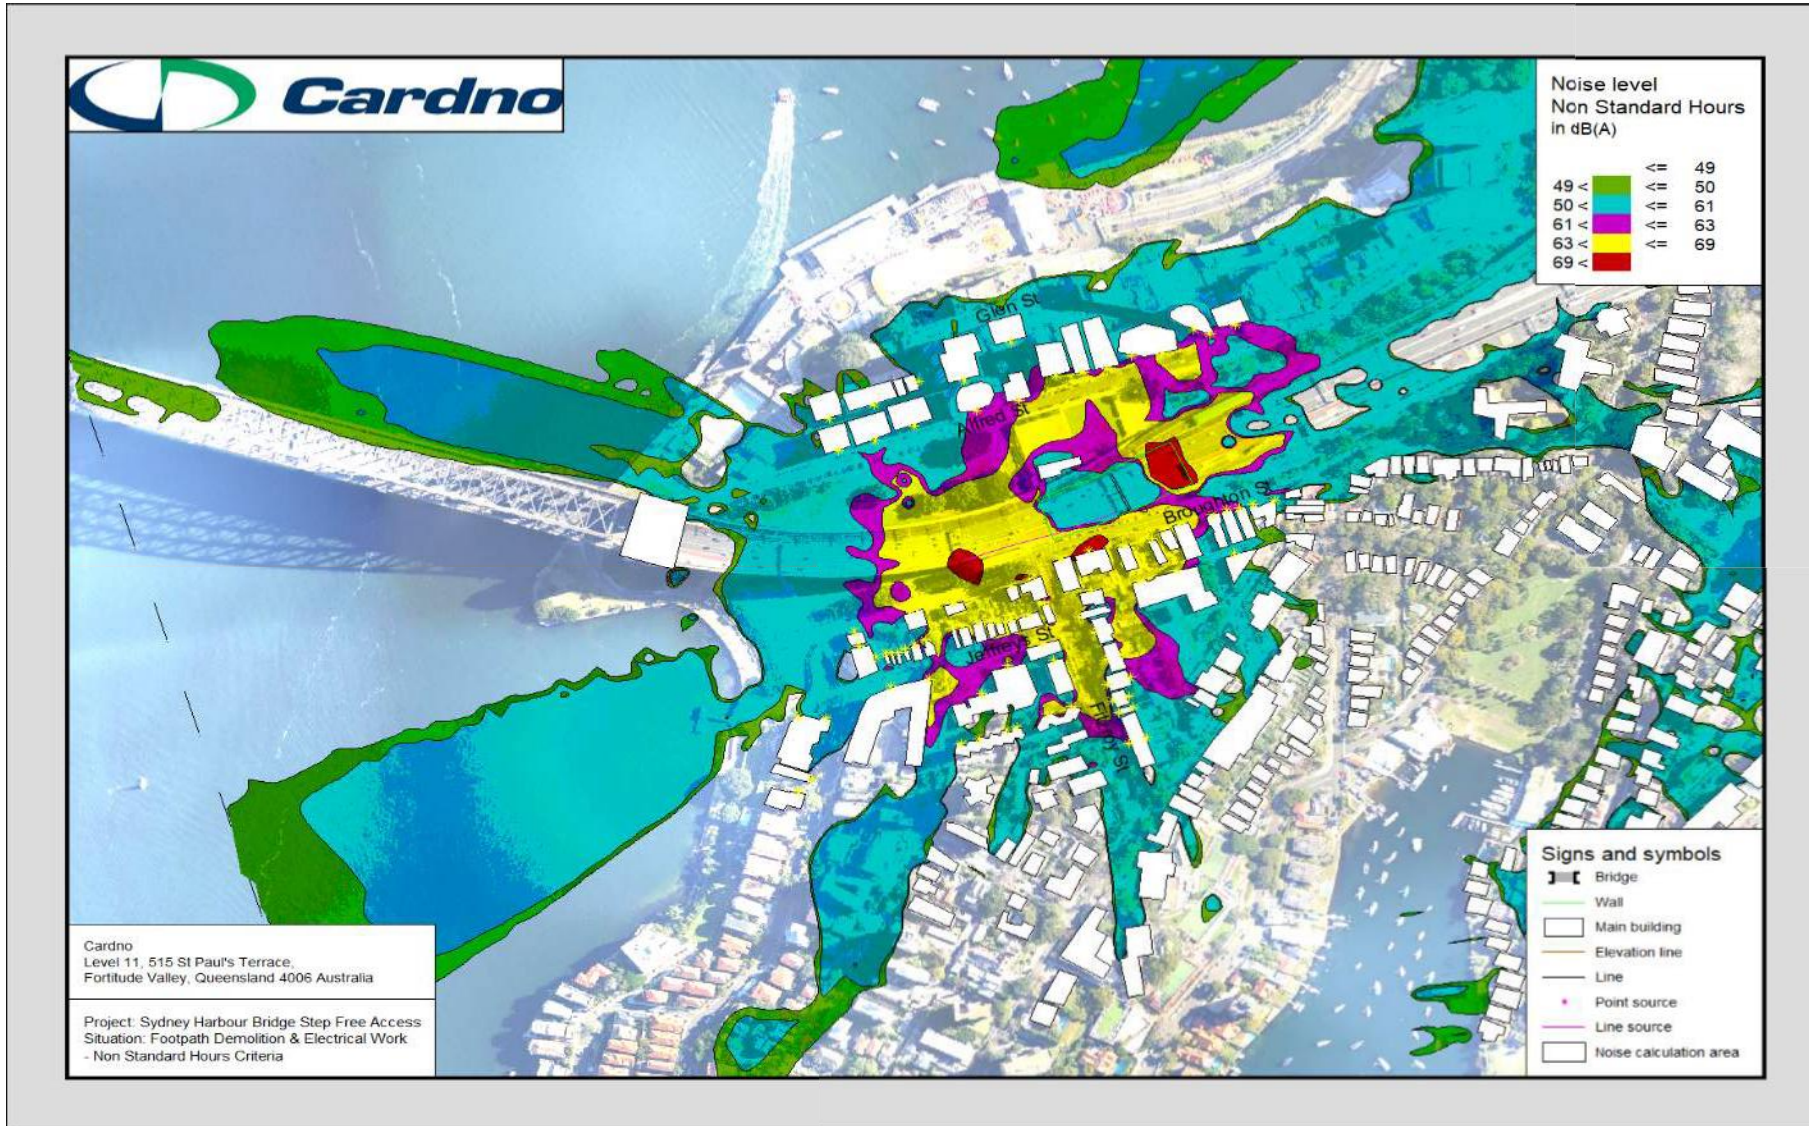 Cardno
Noise level
Non Standard Hours
in dB(A)
<= 49
49 < <= 50
50 < <= 61
61 < <= 63
63 < <= 69
69 <
Glen St
Alfred St
Broughton St
Jeffreys St
Fitzroy St
Signs and symbols
Bridge
Wall
Main building
Elevation line
Line
Point source
Line source
Noise calculation area
Cardno
Level 11, 515 St Paul's Terrace,
Fortitude Valley, Queensland 4006 Australia
Project: Sydney Harbour Bridge Step Free Access
Situation: Footpath Demolition & Electrical Work
- Non Standard Hours Criteria